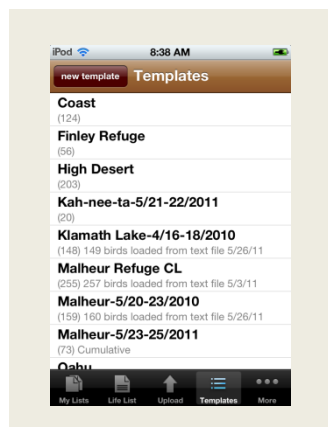 iPod 8:38 AM
new template Templates
Coast
(124)
Finley Refuge
(56)
High Desert
(203)
Kah-nee-ta-5/21-22/2011
(20)
Klamath Lake-4/16-18/2010
(148) 149 birds loaded from text file 5/26/11
Malheur Refuge CL
(255) 257 birds loaded from text file 5/3/11
Malheur-5/20-23/2010
(159) 160 birds loaded from text file 5/26/11
Malheur-5/23-25/2011
(73) Cumulative
Oahu
My Lists Life List Upload Templates More